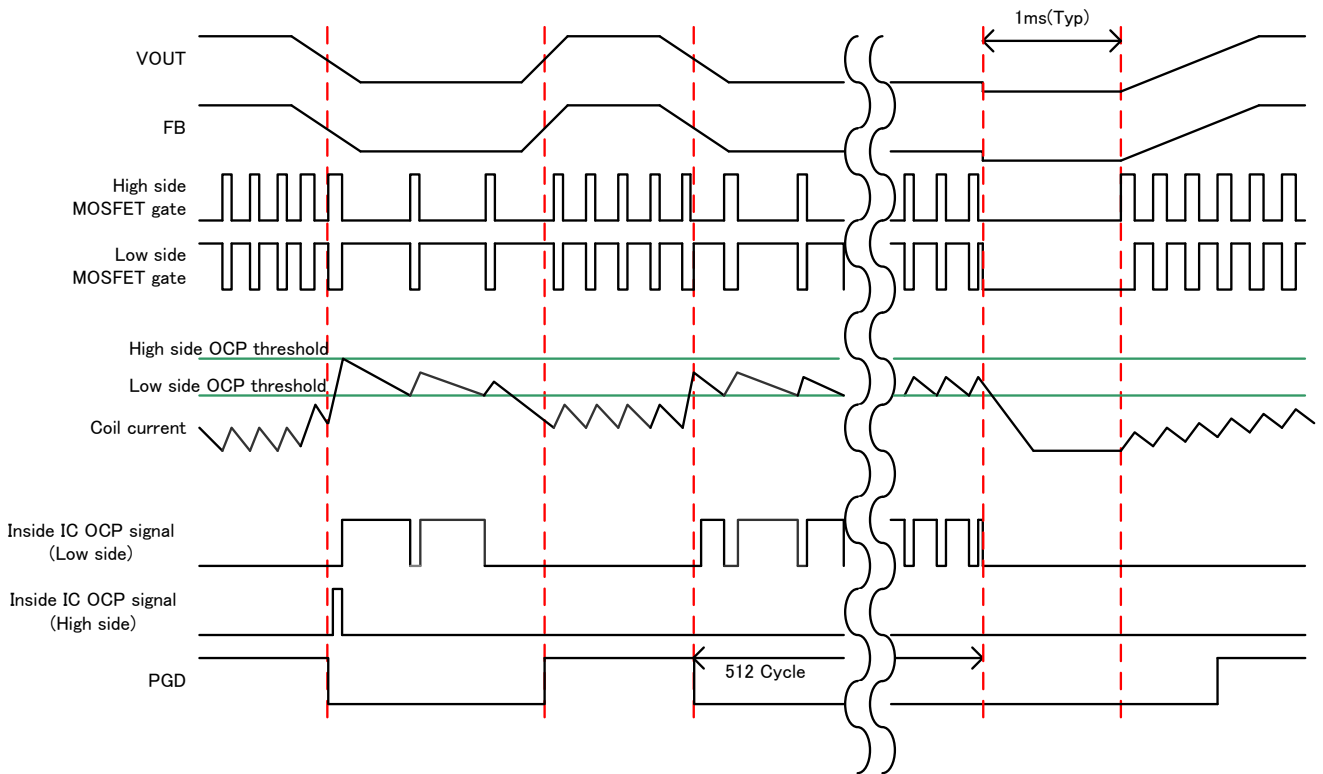 1ms(Typ)
VOUT
FB
High side
MOSFET gate
Low side
MOSFET gate
High side OCP threshold
Low side OCP threshold
Coil current
Inside IC OCP signal
(Low side)
Inside IC OCP signal
(High side)
PGD
512 Cycle